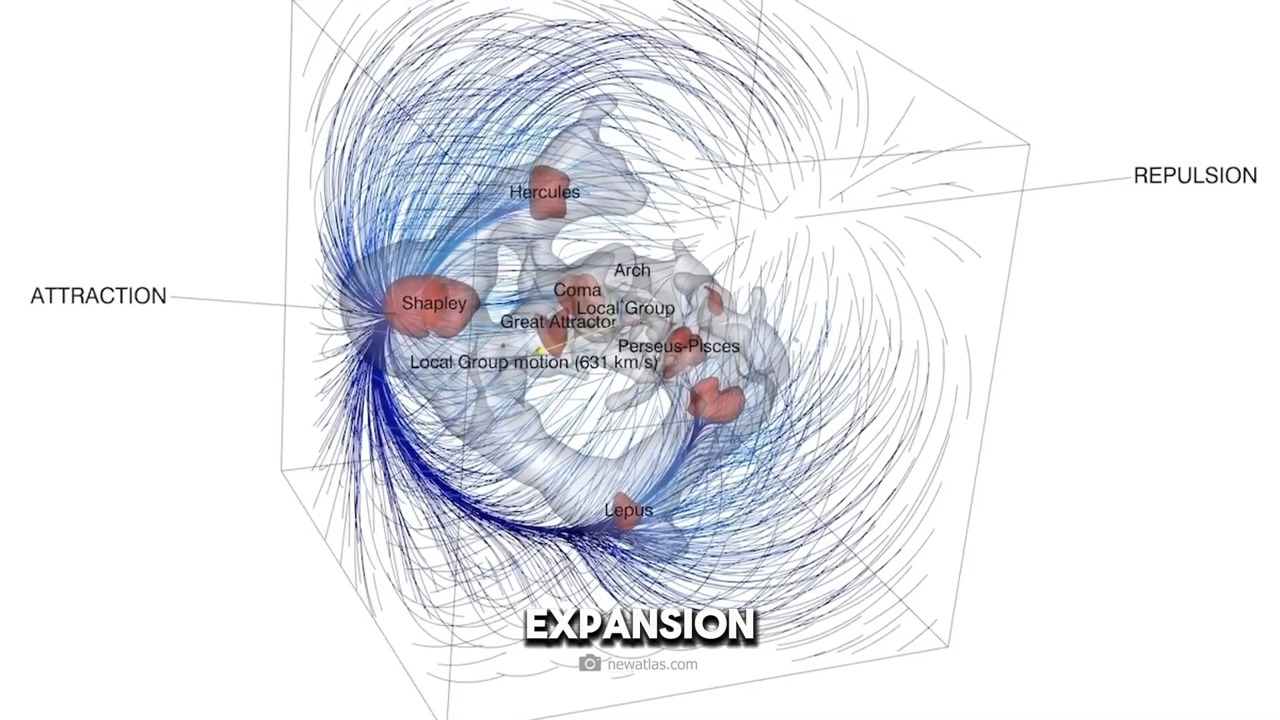 REPULSION
Hercules
Arch
ATTRACTION
Shapley
Coma
Local Group
Great Attractor
Perseus-Pisces
Local Group motion (631 km/s)
Lepus
EXPANSION
newatlas.com